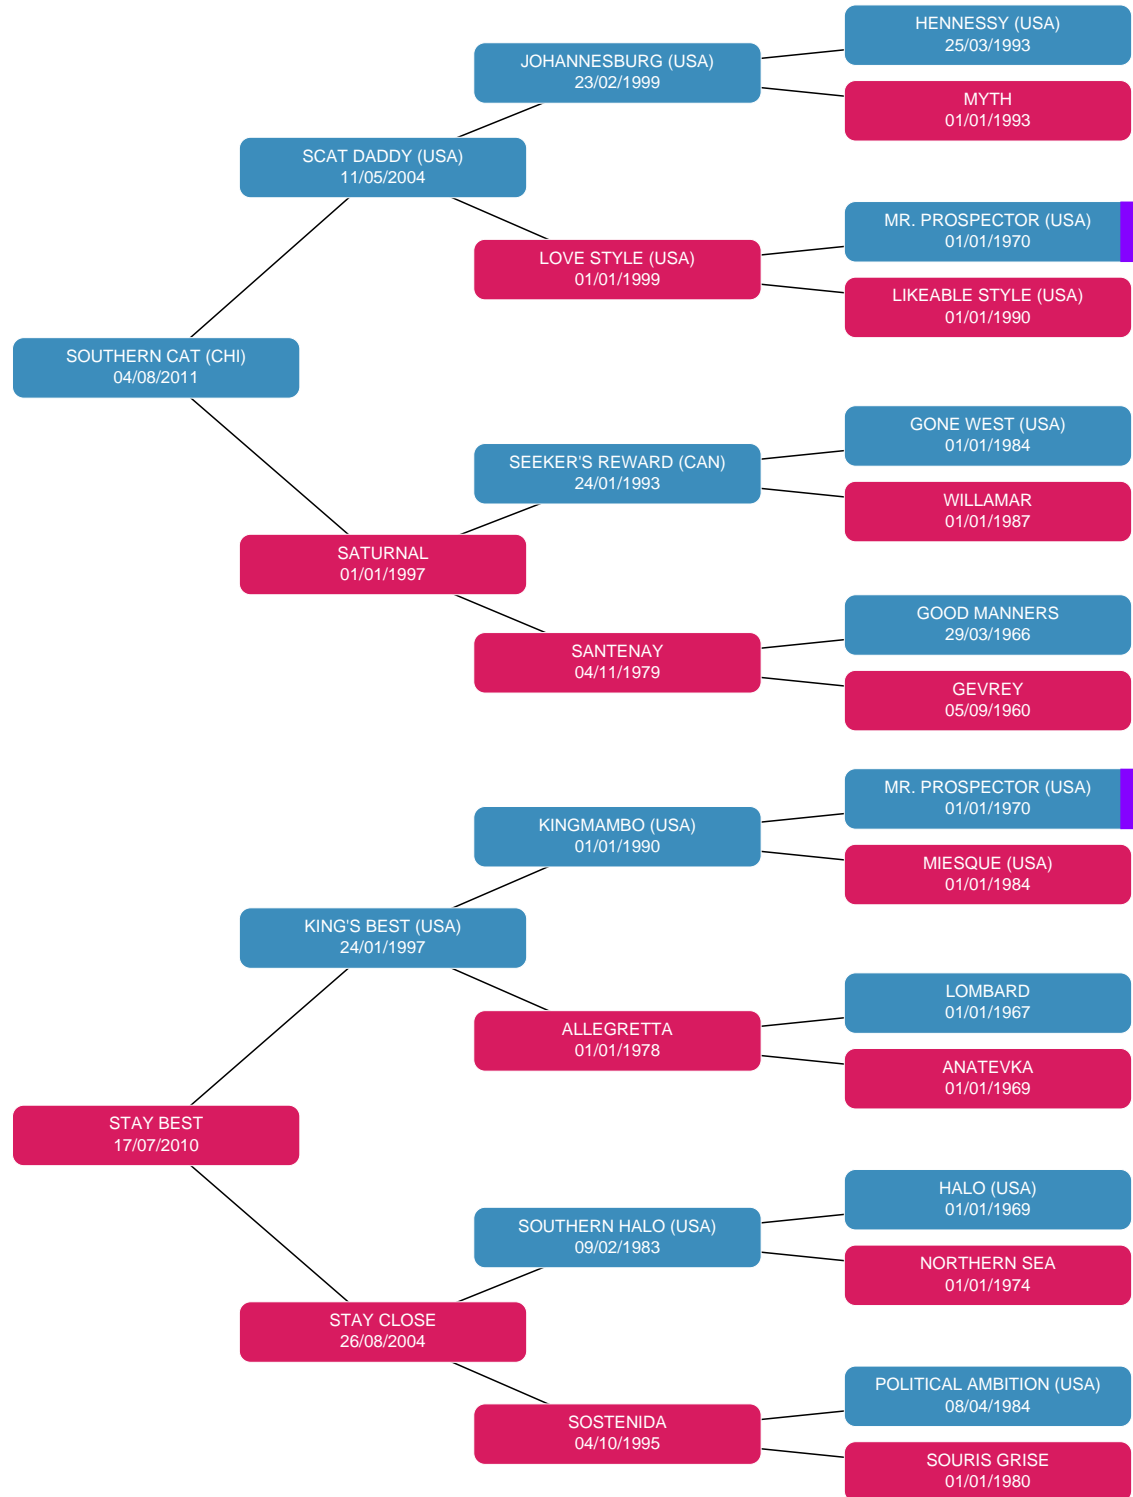 HENNESSY (USA)
25/03/1993
JOHANNESBURG (USA)
23/02/1999
MYTH
01/01/1993
SCAT DADDY (USA)
11/05/2004
MR. PROSPECTOR (USA)
01/01/1970
LOVE STYLE (USA)
01/01/1999
LIKEABLE STYLE (USA)
01/01/1990
SOUTHERN CAT (CHI)
04/08/2011
GONE WEST (USA)
01/01/1984
SEEKER'S REWARD (CAN)
24/01/1993
WILLAMAR
01/01/1987
SATURNAL
01/01/1997
GOOD MANNERS
29/03/1966
SANTENAY
04/11/1979
GEVREY
05/09/1960
MR. PROSPECTOR (USA)
01/01/1970
KINGMAMBO (USA)
01/01/1990
MIESQUE (USA)
01/01/1984
KING'S BEST (USA)
24/01/1997
LOMBARD
01/01/1967
ALLEGRETTA
01/01/1978
ANATEVKA
01/01/1969
STAY BEST
17/07/2010
HALO (USA)
01/01/1969
SOUTHERN HALO (USA)
09/02/1983
NORTHERN SEA
01/01/1974
STAY CLOSE
26/08/2004
POLITICAL AMBITION (USA)
08/04/1984
SOSTENIDA
04/10/1995
SOURIS GRISE
01/01/1980